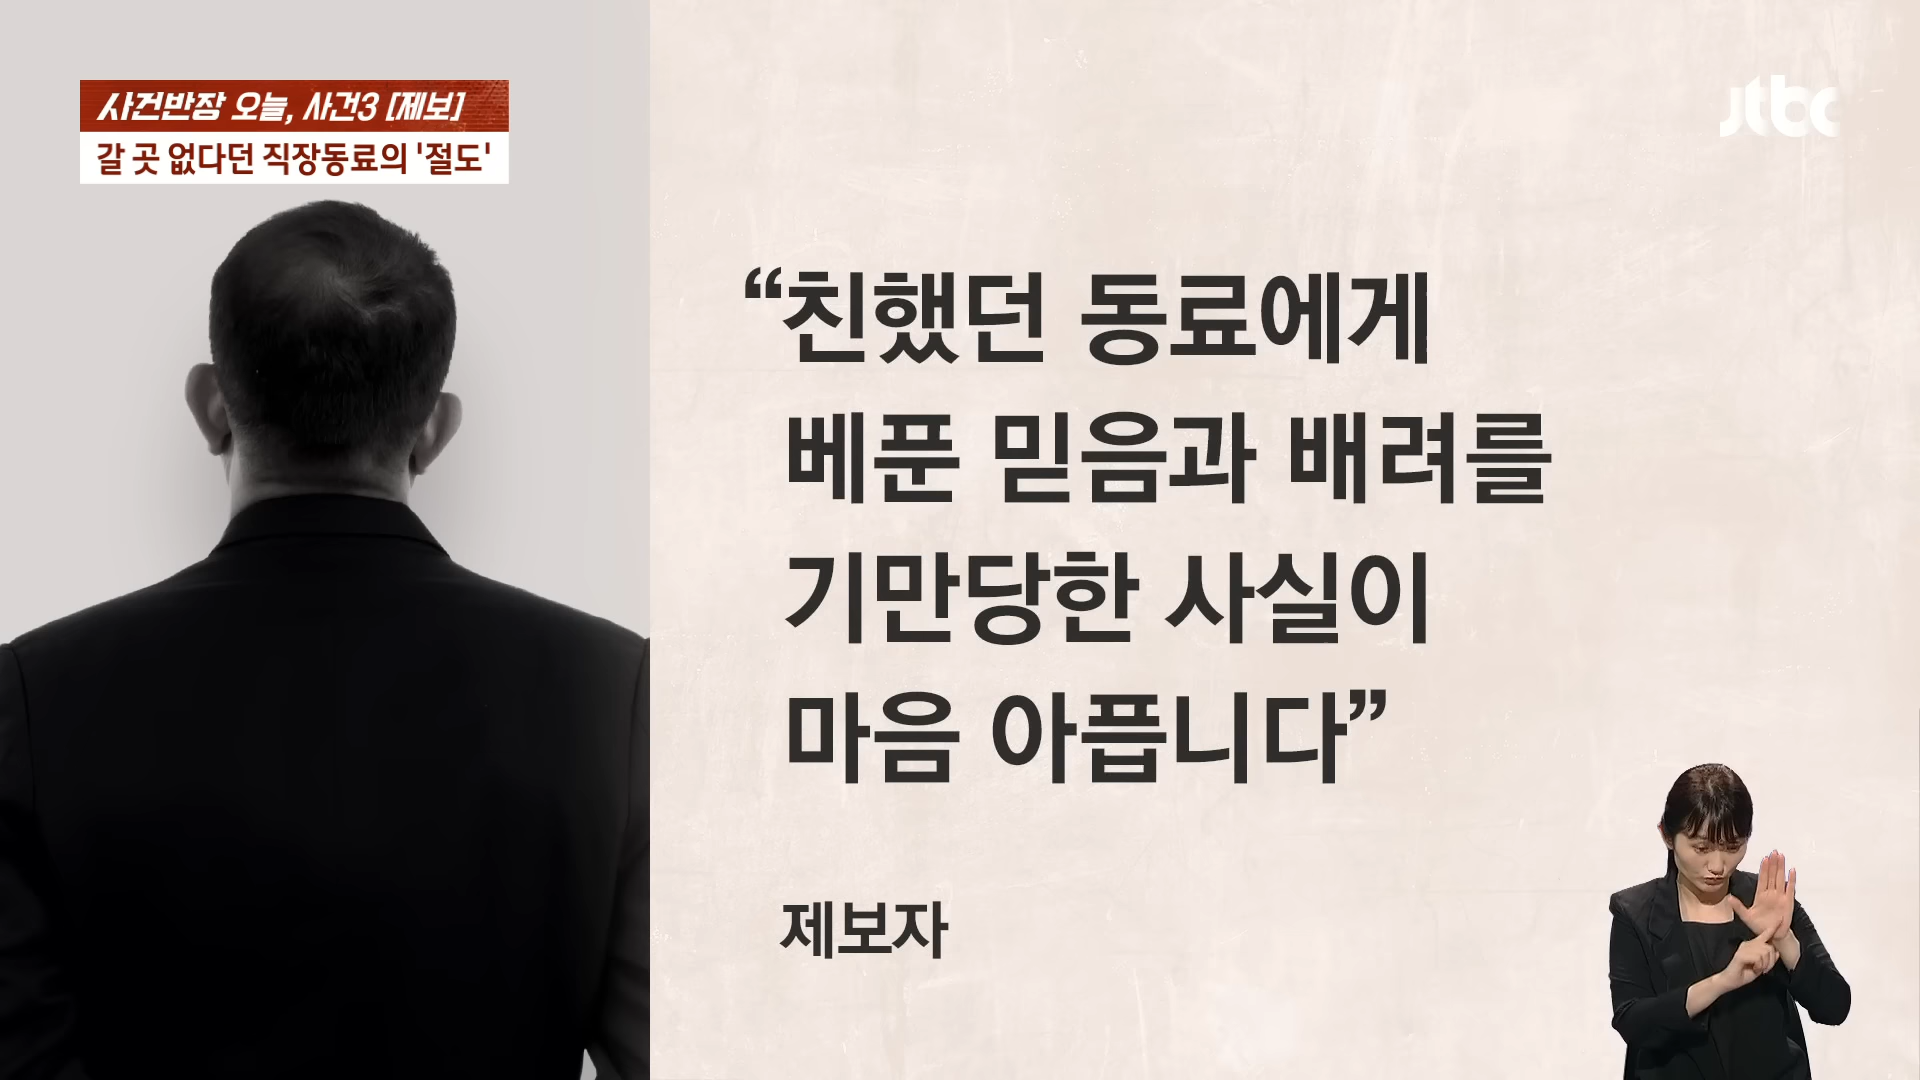 사건반장 오늘, 사건3 [제보]
갈 곳 없다던 직장동료의 '절도'
jtbc
“친했던 동료에게
베푼 믿음과 배려를
기만당한 사실이
마음 아픕니다”
제보자